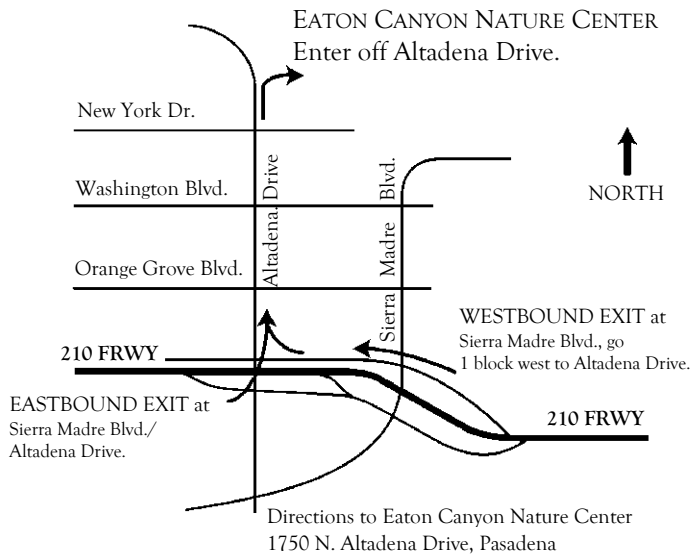 EATON CANYON NATURE CENTER
Enter off Altadena Drive.
New York Dr.
Altadena. Drive
Sierra Madre Blvd.
NORTH
Washington Blvd.
Orange Grove Blvd.
WESTBOUND EXIT at
Sierra Madre Blvd., go
1 block west to Altadena Drive.
210 FRWY
EASTBOUND EXIT at
Sierra Madre Blvd./
Altadena Drive.
210 FRWY
Directions to Eaton Canyon Nature Center
1750 N. Altadena Drive, Pasadena